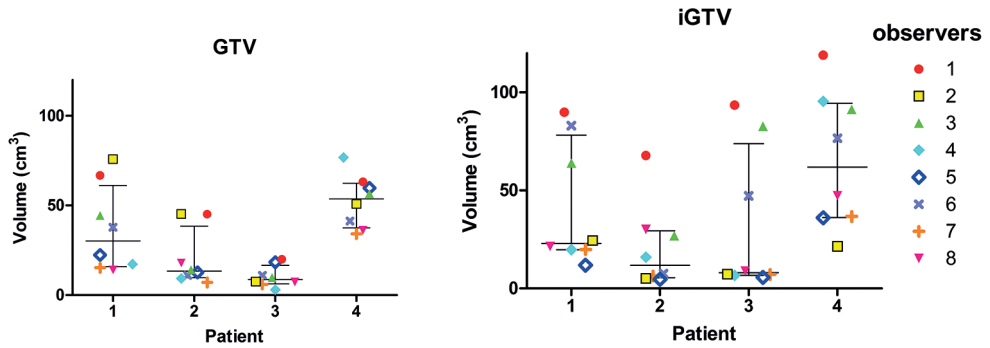 GTV
Volume (cm³)
100
50
0
1 2 3 4
Patient
iGTV
Volume (cm³)
100
50
0
1 2 3 4
Patient
observers
1
2
3
4
5
6
7
8